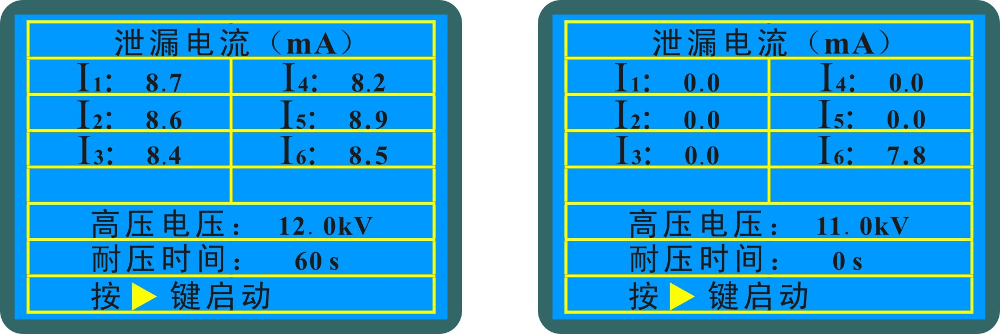 泄漏电流（mA）
I1: 8.7 I4: 8.2
I2: 8.6 I5: 8.9
I3: 8.4 I6: 8.5
高压电压： 12.0kV
耐压时间： 60 s
按 ▶ 键启动
泄漏电流（mA）
I1: 0.0 I4: 0.0
I2: 0.0 I5: 0.0
I3: 0.0 I6: 7.8
高压电压： 11.0kV
耐压时间： 0 s
按 ▶ 键启动